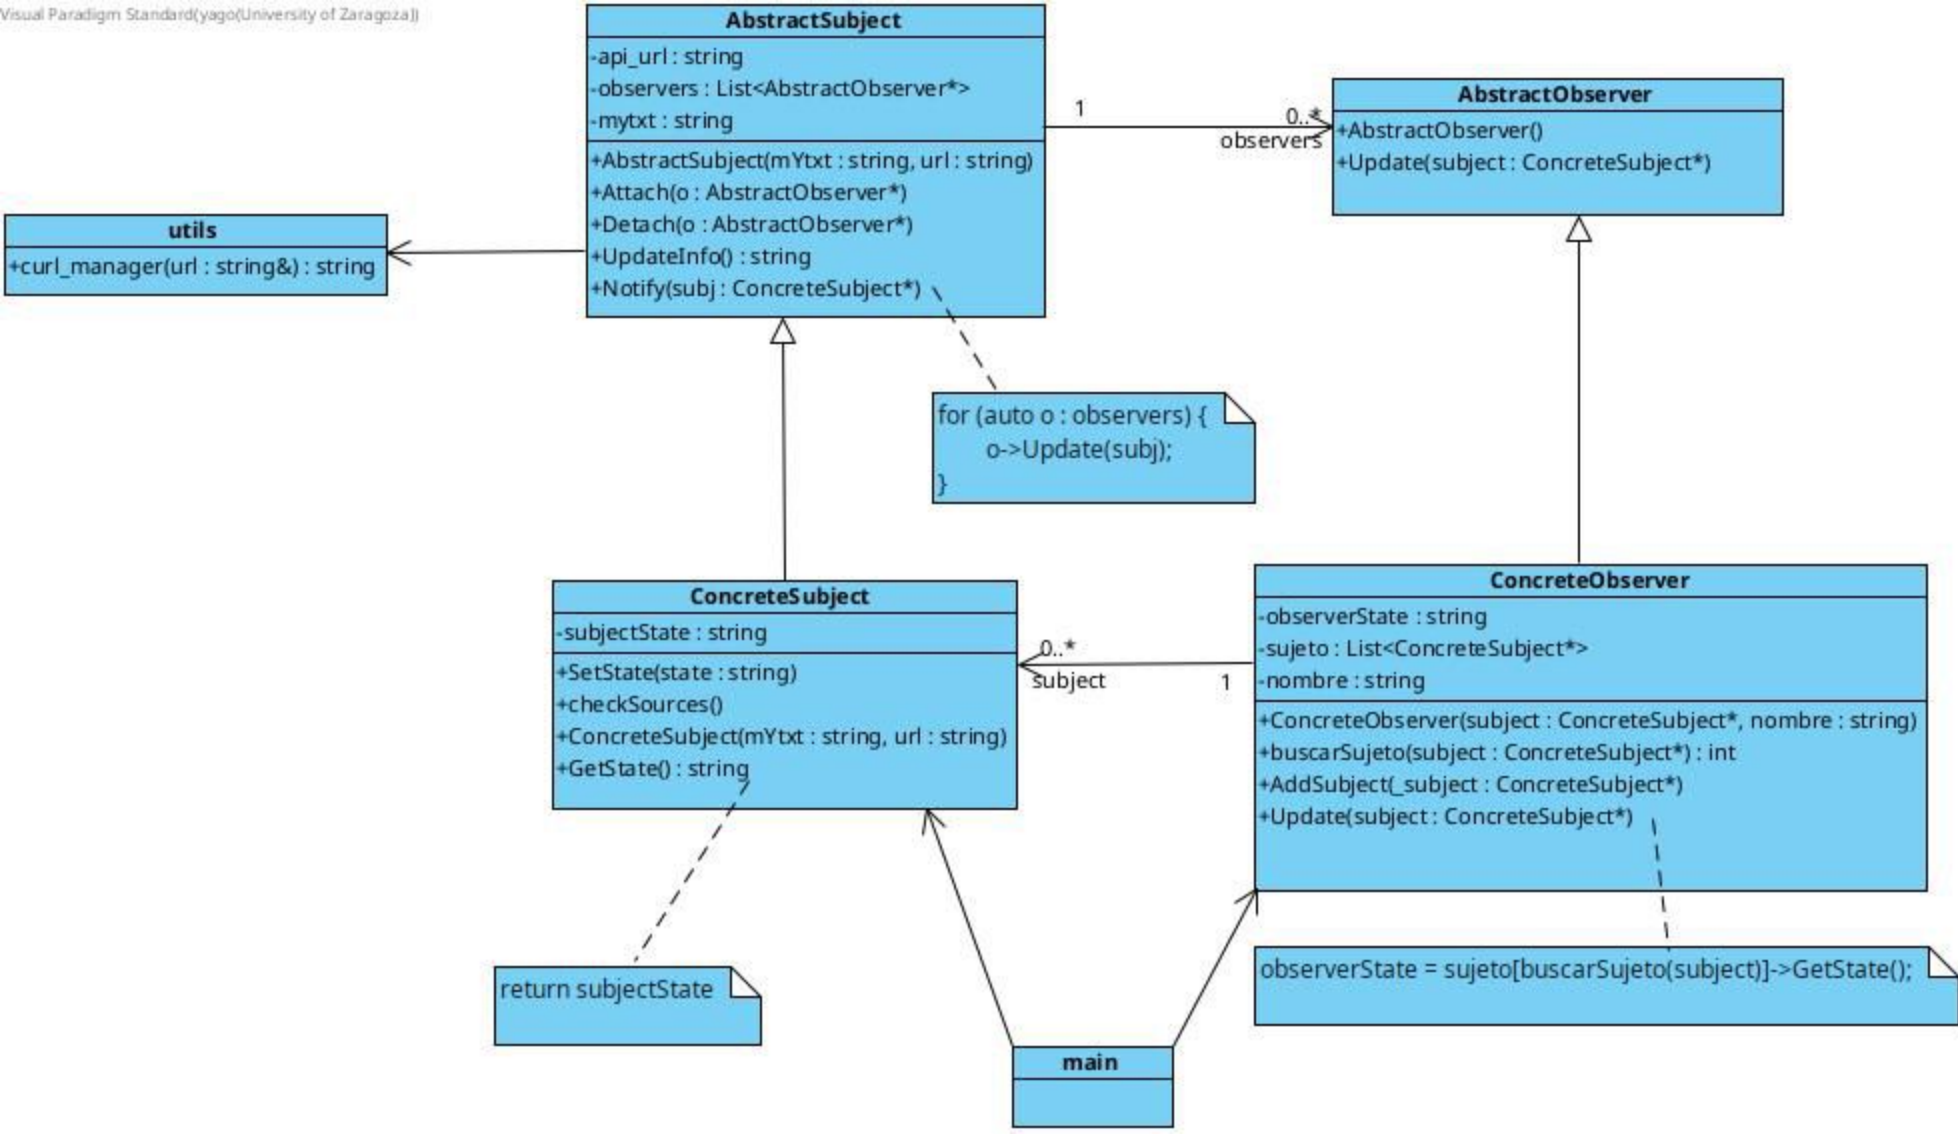 Visual Paradigm Standard(yago(University of Zaragoza))
AbstractSubject
-api_url : string
-observers : List<AbstractObserver*>
-mytxt : string
+AbstractSubject(mYtxt : string, url : string)
+Attach(o : AbstractObserver*)
+Detach(o : AbstractObserver*)
+UpdateInfo() : string
+Notify(subj : ConcreteSubject*)
1
0..*
observers
AbstractObserver
+AbstractObserver()
+Update(subject : ConcreteSubject*)
utils
+curl_manager(url : string&) : string
for (auto o : observers) {
o->Update(subj);
}
ConcreteSubject
-subjectState : string
+SetState(state : string)
+checkSources()
+ConcreteSubject(mYtxt : string, url : string)
+GetState() : string
0..*
subject
1
ConcreteObserver
-observerState : string
-sujeto : List<ConcreteSubject*>
-nombre : string
+ConcreteObserver(subject : ConcreteSubject*, nombre : string)
+buscarSujeto(subject : ConcreteSubject*) : int
+AddSubject(_subject : ConcreteSubject*)
+Update(subject : ConcreteSubject*)
return subjectState
observerState = sujeto[buscarSujeto(subject)]->GetState();
main